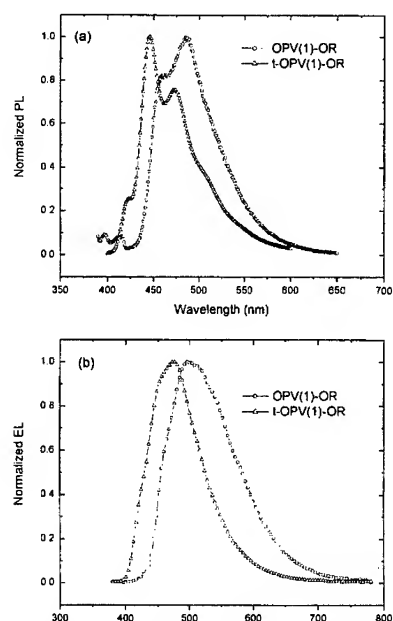 (a)
OPV(1)-OR
t-OPV(1)-OR
Normalized PL
1.0
0.8
0.6
0.4
0.2
0.0
350 400 450 500 550 600 650 700
Wavelength (nm)
(b)
OPV(1)-OR
t-OPV(1)-OR
Normalized EL
1.0
0.8
0.6
0.4
0.2
0.0
300 400 500 600 700 800